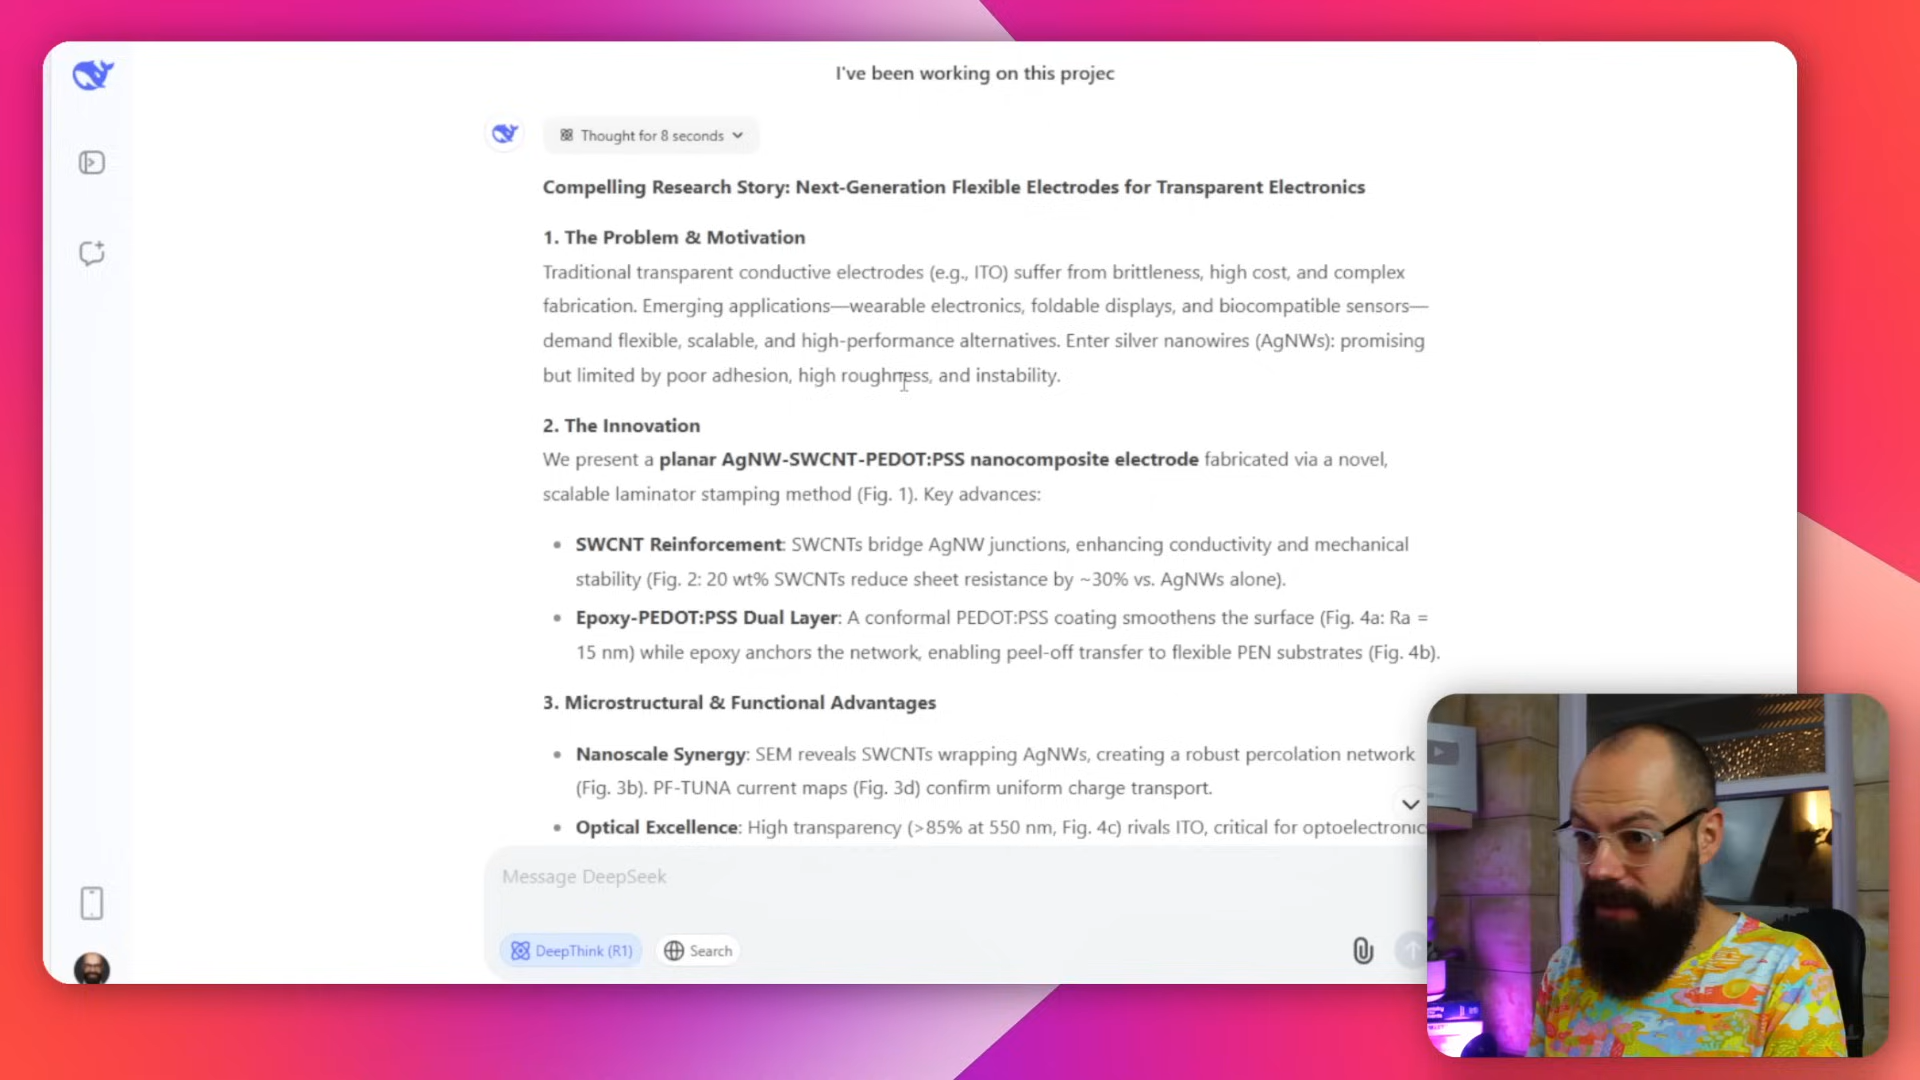 I've been working on this projec
Thought for 8 seconds
Compelling Research Story: Next-Generation Flexible Electrodes for Transparent Electronics
1. The Problem & Motivation
Traditional transparent conductive electrodes (e.g., ITO) suffer from brittleness, high cost, and complex
fabrication. Emerging applications—wearable electronics, foldable displays, and biocompatible sensors—
demand flexible, scalable, and high-performance alternatives. Enter silver nanowires (AgNWs): promising
but limited by poor adhesion, high roughness, and instability.
2. The Innovation
We present a planar AgNW-SWCNT-PEDOT:PSS nanocomposite electrode fabricated via a novel,
scalable laminator stamping method (Fig. 1). Key advances:
• SWCNT Reinforcement: SWCNTs bridge AgNW junctions, enhancing conductivity and mechanical
stability (Fig. 2: 20 wt% SWCNTs reduce sheet resistance by ~30% vs. AgNWs alone).
• Epoxy-PEDOT:PSS Dual Layer: A conformal PEDOT:PSS coating smoothens the surface (Fig. 4a: Ra =
15 nm) while epoxy anchors the network, enabling peel-off transfer to flexible PEN substrates (Fig. 4b).
3. Microstructural & Functional Advantages
• Nanoscale Synergy: SEM reveals SWCNTs wrapping AgNWs, creating a robust percolation network
(Fig. 3b). PF-TUNA current maps (Fig. 3d) confirm uniform charge transport.
• Optical Excellence: High transparency (>85% at 550 nm, Fig. 4c) rivals ITO, critical for optoelectronic
Message DeepSeek
DeepThink (R1)
Search